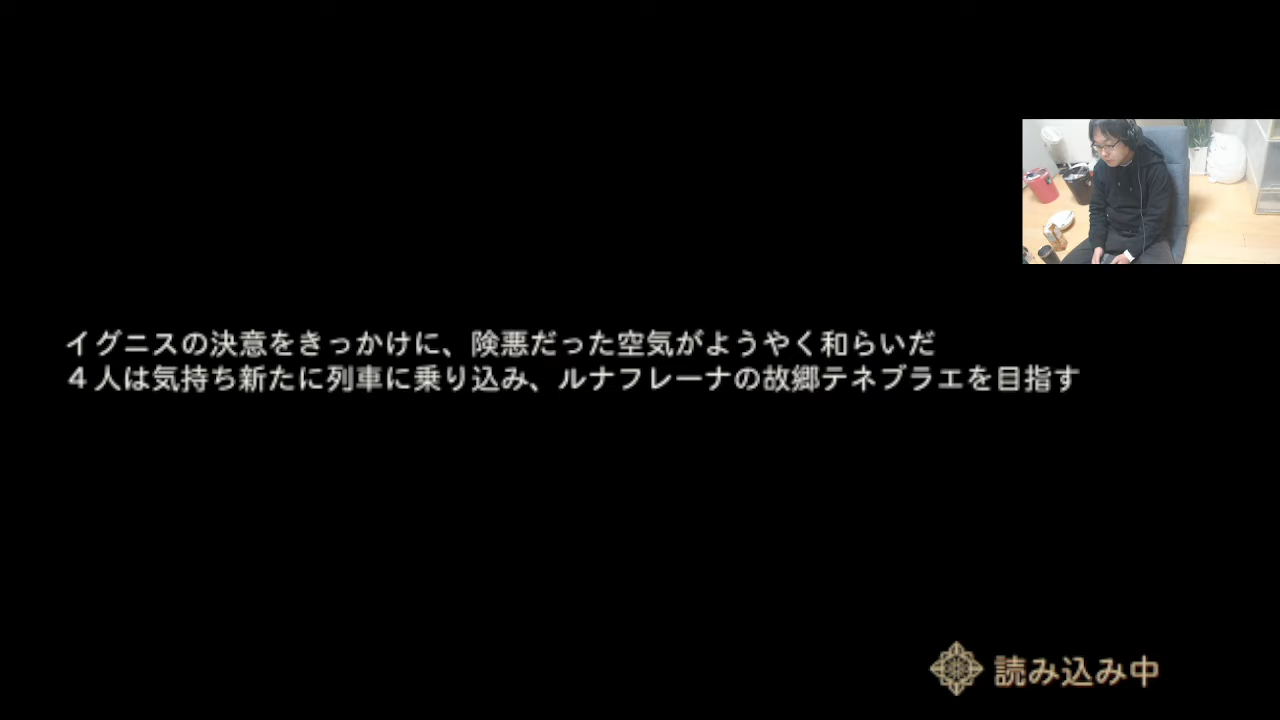 イグニスの決意をきっかけに、険悪だった空気がようやく和らいだ
４人は気持ち新たに列車に乗り込み、ルナフレーナの故郷テネブラエを目指す
読み込み中